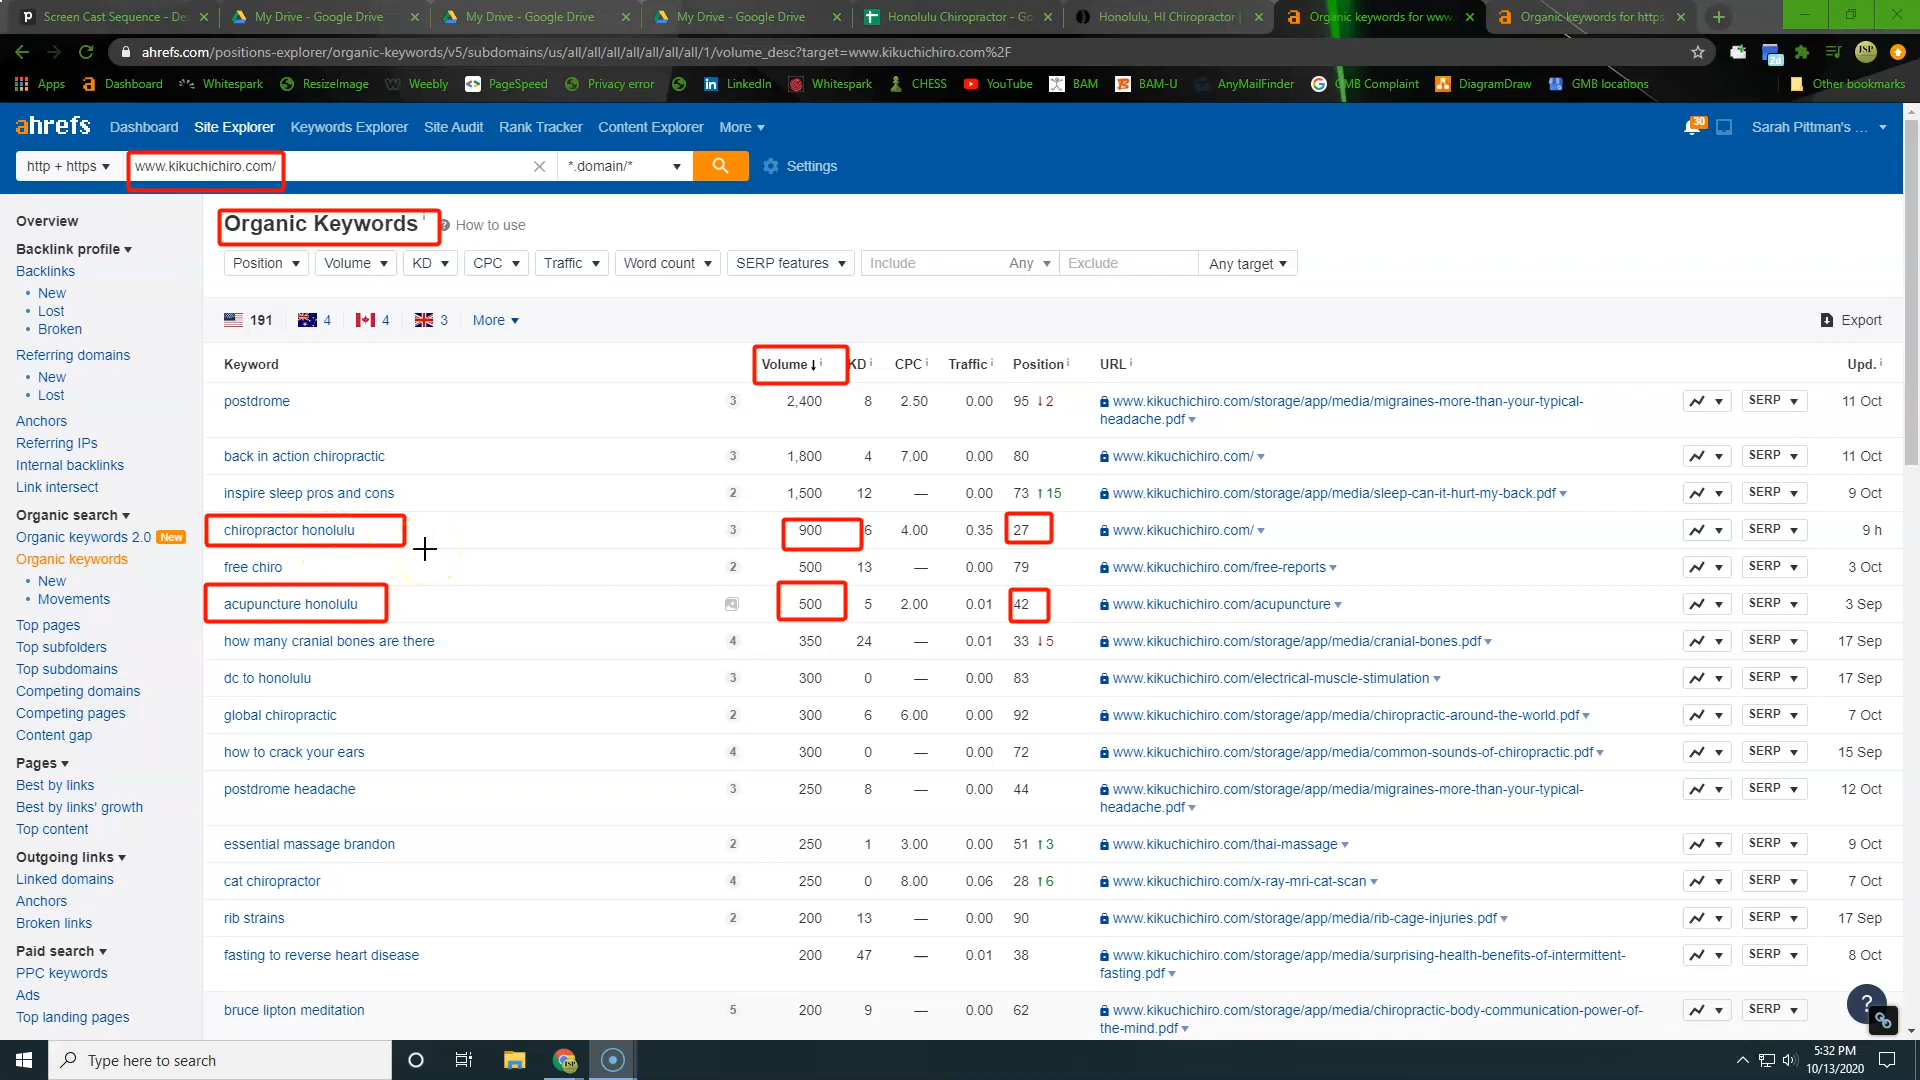 Screen Cast Sequence - De
My Drive - Google Drive
My Drive - Google Drive
My Drive - Google Drive
Honolulu Chiropractor - Go
Honolulu, HI Chiropractor |
Organic keywords for www
Organic keywords for https
ahrefs.com/positions-explorer/organic-keywords/v5/subdomains/us/all/all/all/all/all/all/all/1/volume_desc?target=www.kikuchichiro.com%2F
Apps Dashboard Whitespark ResizeImage Weebly PageSpeed Privacy error LinkedIn Whitespark CHESS YouTube BAM BAM-U AnyMailFinder GMB Complaint DiagramDraw GMB locations Other bookmarks
ahrefs Dashboard Site Explorer Keywords Explorer Site Audit Rank Tracker Content Explorer More 30 Sarah Pittman's ...
http + https www.kikuchichiro.com/ *.domain/* Settings
Overview
Backlink profile
Backlinks
New
Lost
Broken
Referring domains
New
Lost
Anchors
Referring IPs
Internal backlinks
Link intersect
Organic search
Organic keywords 2.0 New
Organic keywords
New
Movements
Top pages
Top subfolders
Top subdomains
Competing domains
Competing pages
Content gap
Pages
Best by links
Best by links' growth
Top content
Outgoing links
Linked domains
Anchors
Broken links
Paid search
PPC keywords
Ads
Top landing pages
Organic Keywords How to use
Position Volume KD CPC Traffic Word count SERP features Include Any Exclude Any target
191 4 4 3 More Export
Keyword Volume KD CPC Traffic Position URL Upd.
postdrome 3 2,400 8 2.50 0.00 95 ↓2 www.kikuchichiro.com/storage/app/media/migraines-more-than-your-typical-headache.pdf SERP 11 Oct
back in action chiropractic 3 1,800 4 7.00 0.00 80 www.kikuchichiro.com/ SERP 11 Oct
inspire sleep pros and cons 2 1,500 12 — 0.00 73 ↑15 www.kikuchichiro.com/storage/app/media/sleep-can-it-hurt-my-back.pdf SERP 9 Oct
chiropractor honolulu 3 900 6 4.00 0.35 27 www.kikuchichiro.com/ SERP 9 h
free chiro 2 500 13 — 0.00 79 www.kikuchichiro.com/free-reports SERP 3 Oct
acupuncture honolulu 500 5 2.00 0.01 42 www.kikuchichiro.com/acupuncture SERP 3 Sep
how many cranial bones are there 4 350 24 — 0.01 33 ↓5 www.kikuchichiro.com/storage/app/media/cranial-bones.pdf SERP 17 Sep
dc to honolulu 3 300 0 — 0.00 83 www.kikuchichiro.com/electrical-muscle-stimulation SERP 17 Sep
global chiropractic 2 300 6 6.00 0.00 92 www.kikuchichiro.com/storage/app/media/chiropractic-around-the-world.pdf SERP 7 Oct
how to crack your ears 4 300 0 — 0.00 72 www.kikuchichiro.com/storage/app/media/common-sounds-of-chiropractic.pdf SERP 15 Sep
postdrome headache 3 250 8 — 0.00 44 www.kikuchichiro.com/storage/app/media/migraines-more-than-your-typical-headache.pdf SERP 12 Oct
essential massage brandon 2 250 1 3.00 0.00 51 ↑3 www.kikuchichiro.com/thai-massage SERP 9 Oct
cat chiropractor 4 250 0 8.00 0.06 28 ↑6 www.kikuchichiro.com/x-ray-mri-cat-scan SERP 7 Oct
rib strains 2 200 13 — 0.00 90 www.kikuchichiro.com/storage/app/media/rib-cage-injuries.pdf SERP 17 Sep
fasting to reverse heart disease 200 47 — 0.01 38 www.kikuchichiro.com/storage/app/media/surprising-health-benefits-of-intermittent-fasting.pdf SERP 8 Oct
bruce lipton meditation 5 200 9 — 0.00 62 www.kikuchichiro.com/storage/app/media/chiropractic-body-communication-power-of-the-mind.pdf SERP
Type here to search
5:32 PM
10/13/2020